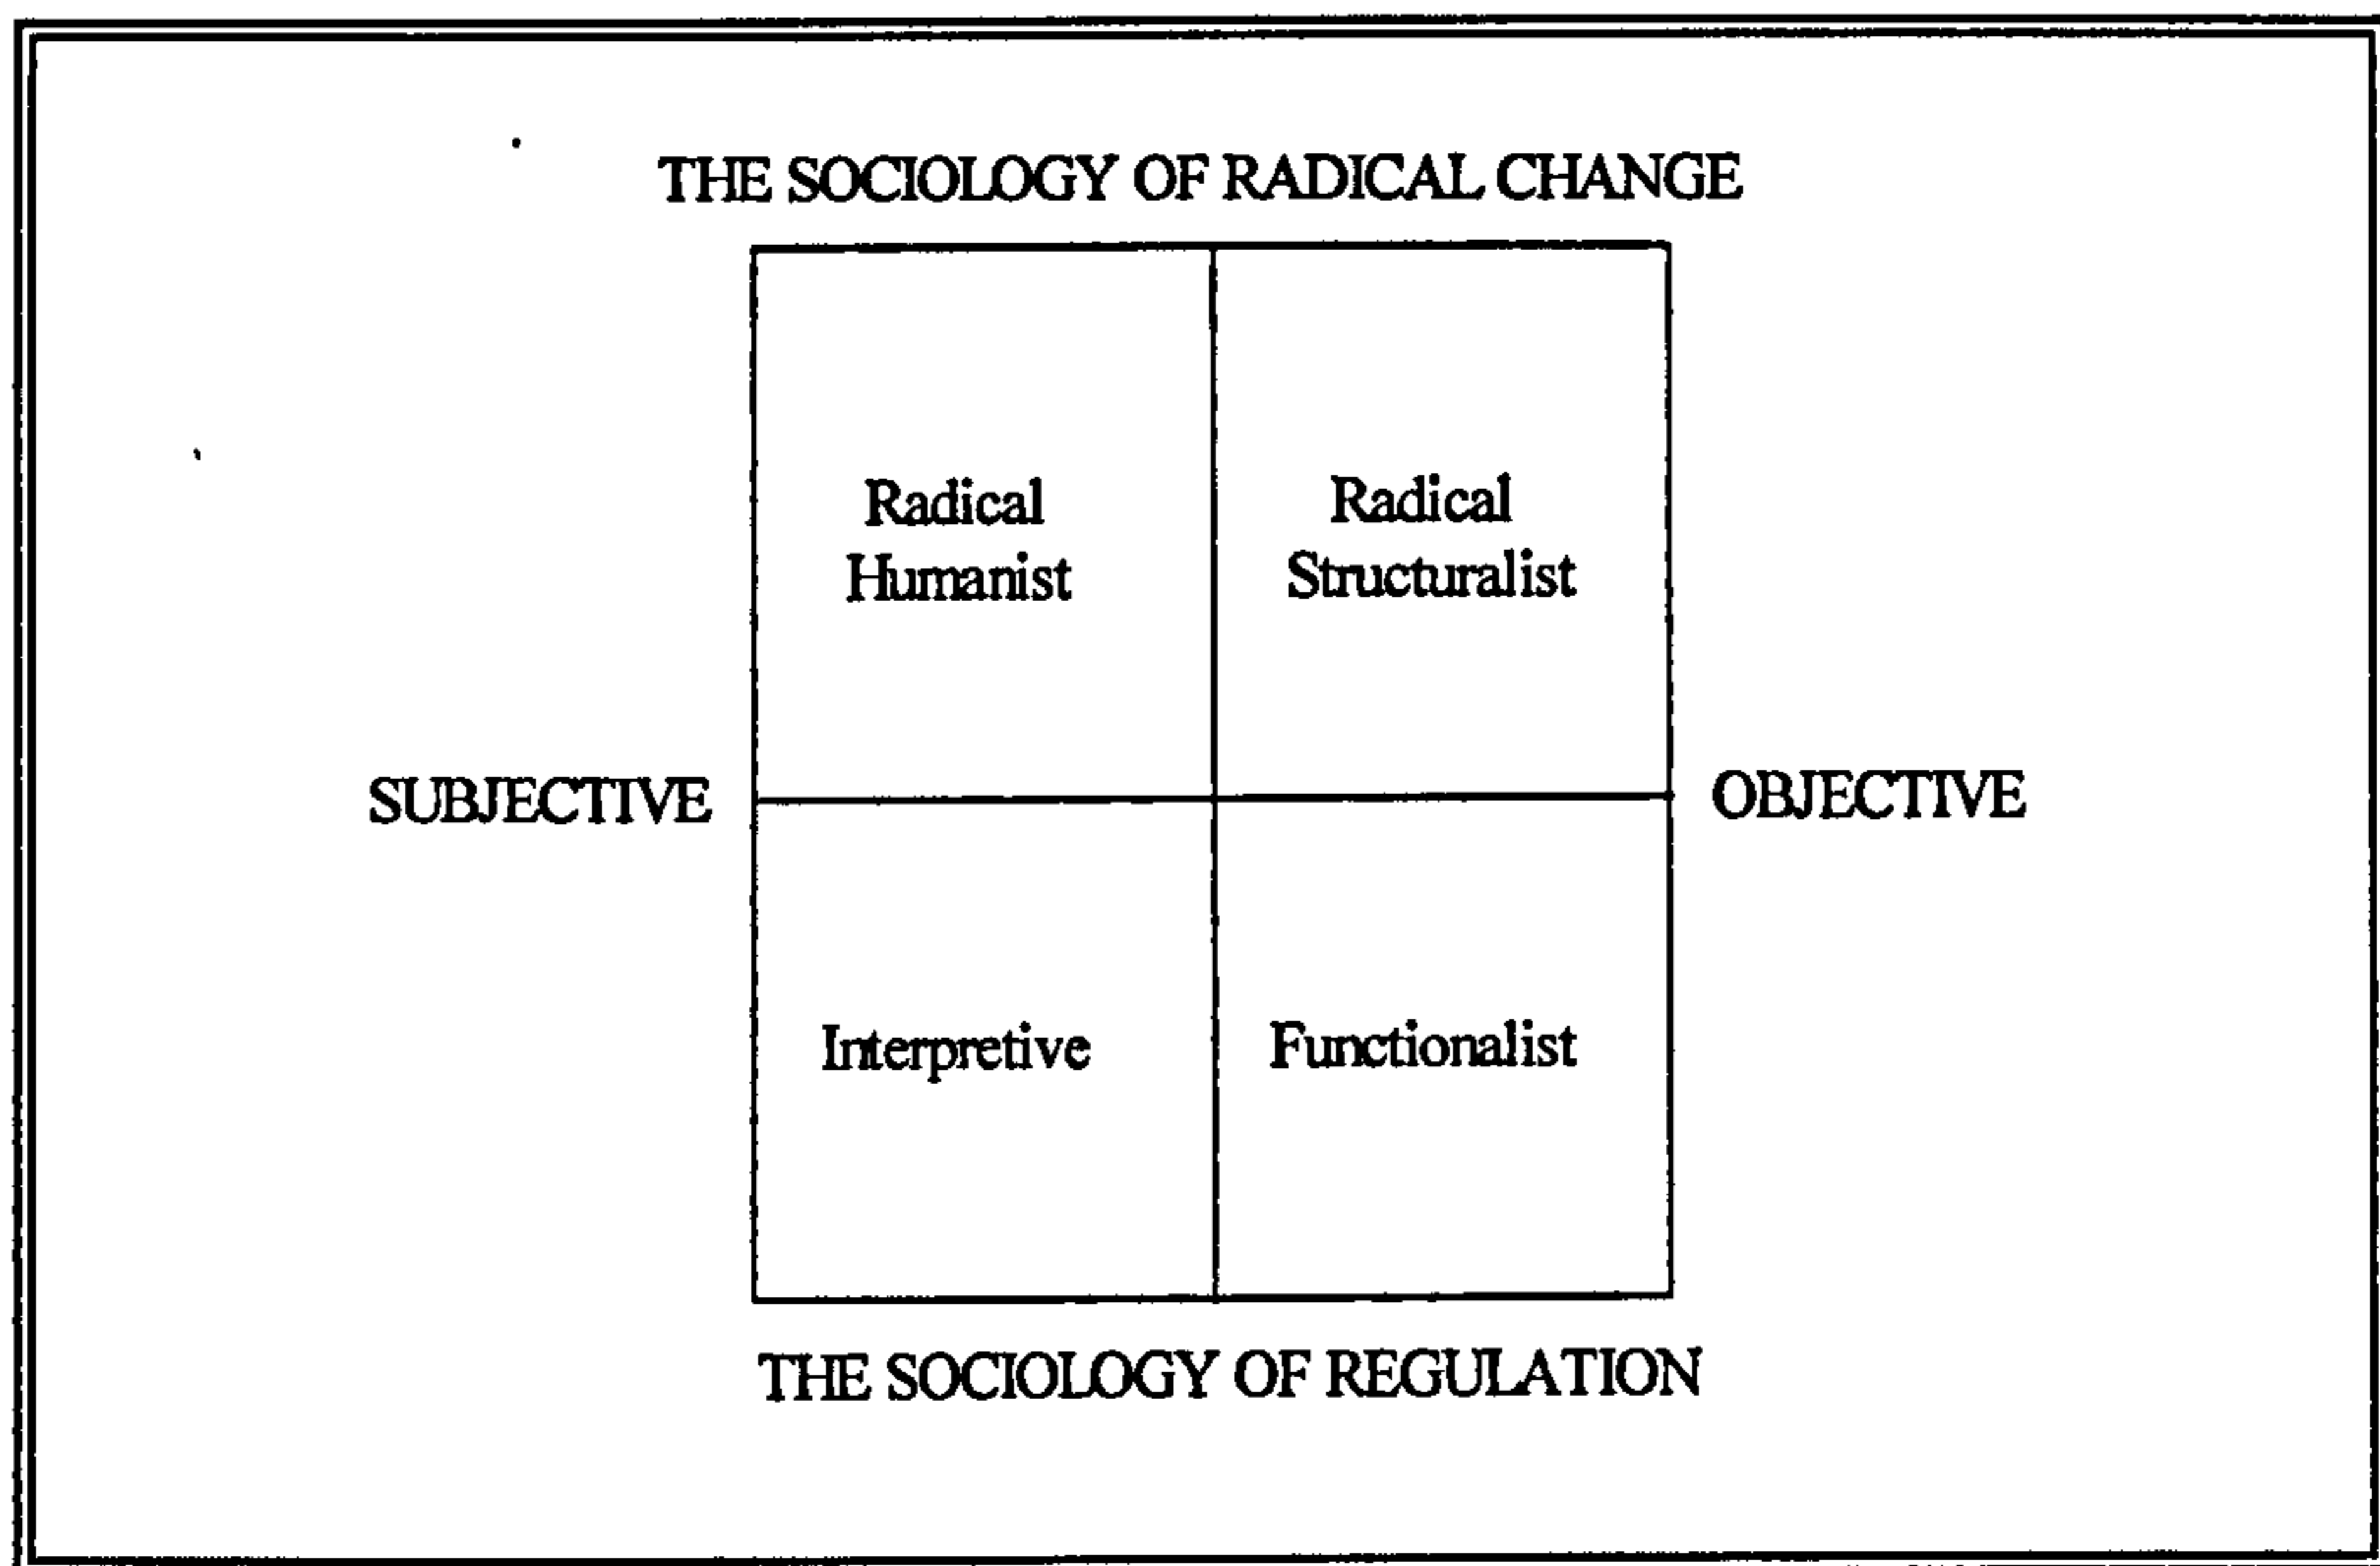 THE SOCIOLOGY OF RADICAL CHANGE
Radical
Humanist
Radical
Structuralist
SUBJECTIVE
OBJECTIVE
Interpretive
Functionalist
THE SOCIOLOGY OF REGULATION